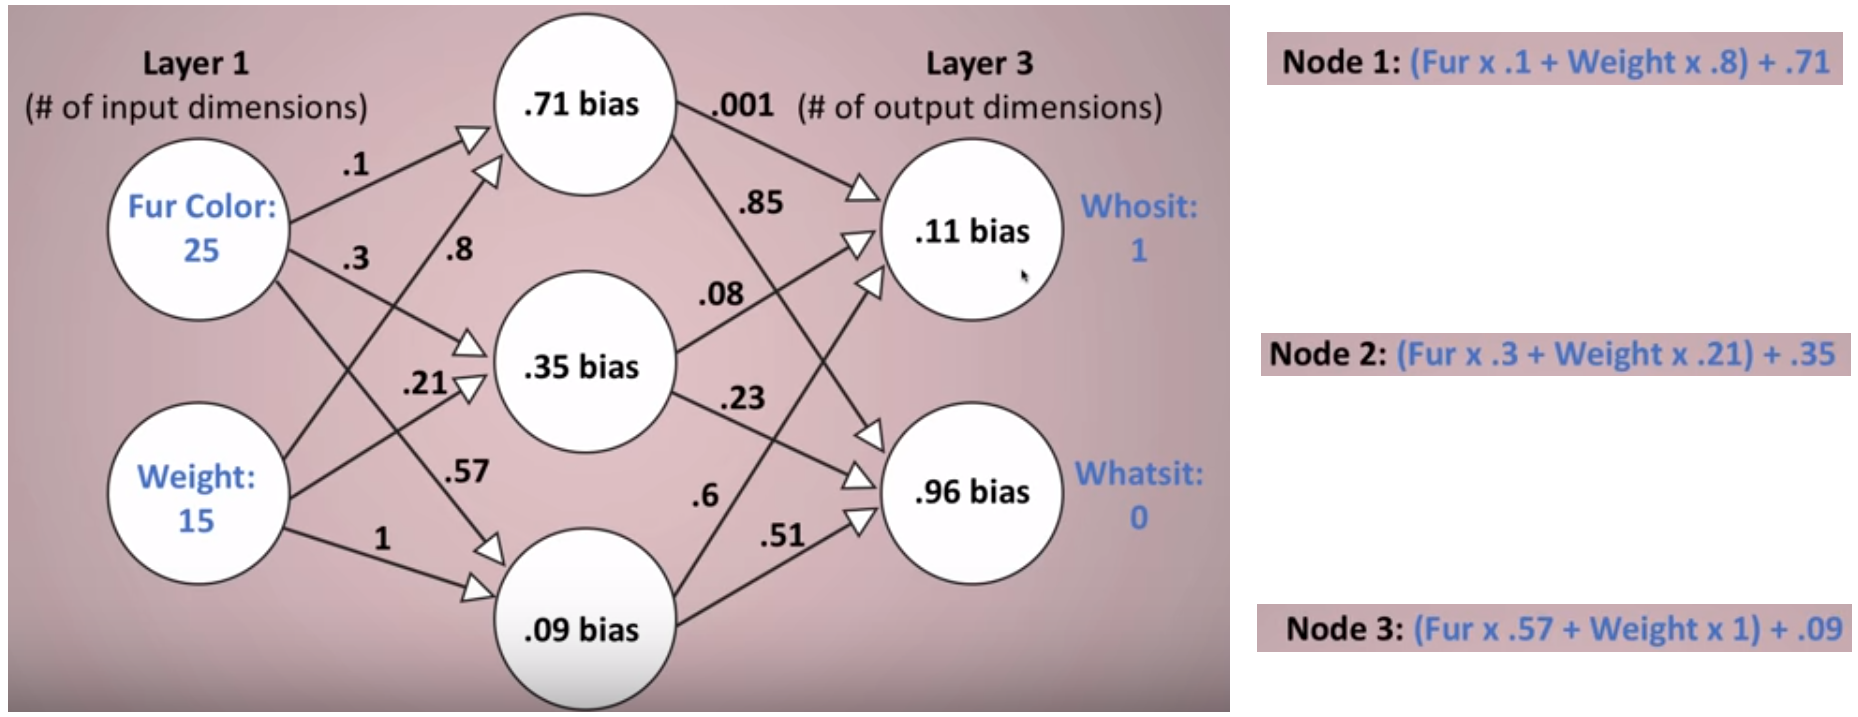 Layer 1
(# of input dimensions)
Fur Color:
25
Weight:
15
.1
.3
.8
.21
.57
1
.71 bias
.35 bias
.09 bias
.001
.85
.08
.23
.6
.51
Layer 3
(# of output dimensions)
.11 bias
.96 bias
Whosit:
1
Whatsit:
0
Node 1: (Fur x .1 + Weight x .8) + .71
Node 2: (Fur x .3 + Weight x .21) + .35
Node 3: (Fur x .57 + Weight x 1) + .09